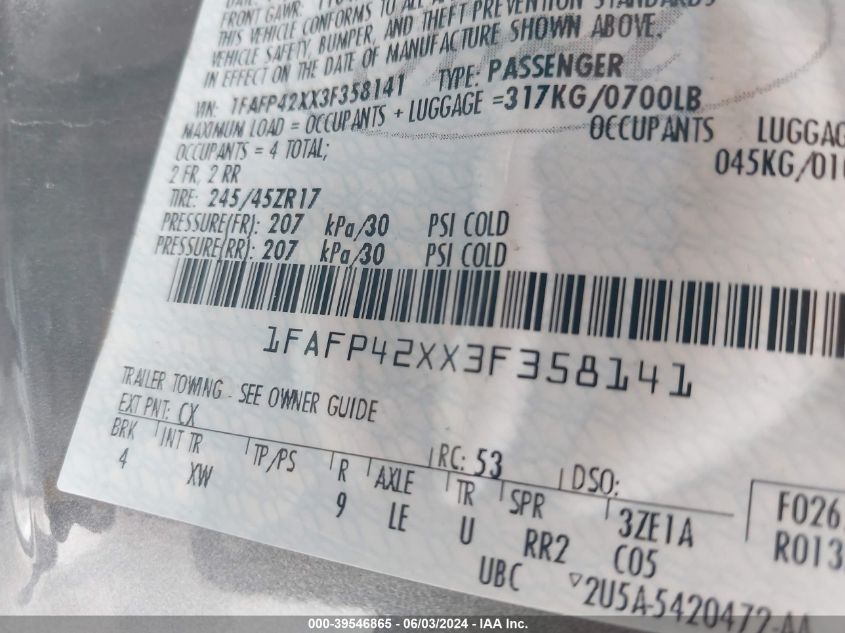 FRONT GAWR:
THIS VEHICLE CONFORMS TO ALL
VEHICLE SAFETY, BUMPER, AND THEFT PREVENTION STANDARDS
IN EFFECT ON THE DATE OF MANUFACTURE SHOWN ABOVE.
VIN: 1FAFP42XX3F358141 TYPE: PASSENGER
MAXIMUM LOAD = OCCUPANTS + LUGGAGE =317KG/0700LB
OCCUPANTS = 4 TOTAL; OCCUPANTS LUGGAG
2 FR, 2 RR 045KG/010
TIRE: 245/45ZR17
PRESSURE(FR): 207 kPa/30 PSI COLD
PRESSURE(RR): 207 kPa/30 PSI COLD
1FAFP42XX3F358141
TRAILER TOWING - SEE OWNER GUIDE
EXT PNT: CX RC: 53 DSO:
BRK INT TR TP/PS R AXLE TR SPR 3ZE1A F026
4 XW 9 LE U RR2 C05 R013
UBC ▽2U5A-5420472-AA
000-39546865 - 06/03/2024 - IAA Inc.